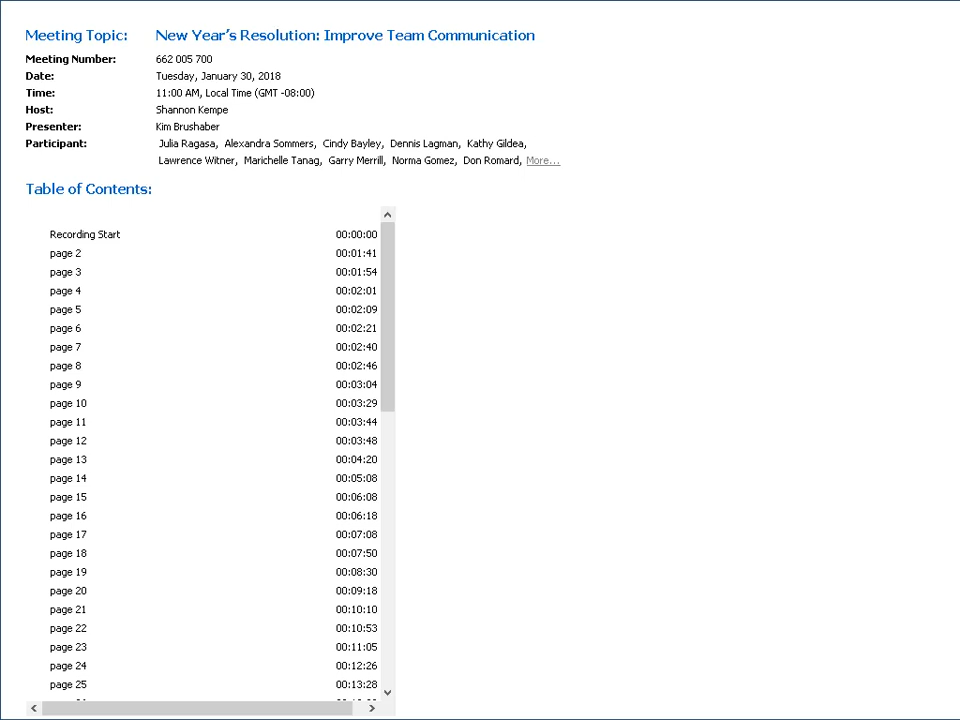 Meeting Topic: New Year's Resolution: Improve Team Communication
Meeting Number: 662 005 700
Date: Tuesday, January 30, 2018
Time: 11:00 AM, Local Time (GMT -08:00)
Host: Shannon Kempe
Presenter: Kim Brushaber
Participant: Julia Ragasa, Alexandra Sommers, Cindy Bayley, Dennis Lagman, Kathy Gildea,
Lawrence Witner, Marichelle Tanag, Garry Merrill, Norma Gomez, Don Romard, More...
Table of Contents:
Recording Start 00:00:00
page 2 00:01:41
page 3 00:01:54
page 4 00:02:01
page 5 00:02:09
page 6 00:02:21
page 7 00:02:40
page 8 00:02:46
page 9 00:03:04
page 10 00:03:29
page 11 00:03:44
page 12 00:03:48
page 13 00:04:20
page 14 00:05:08
page 15 00:06:08
page 16 00:06:18
page 17 00:07:08
page 18 00:07:50
page 19 00:08:30
page 20 00:09:18
page 21 00:10:10
page 22 00:10:53
page 23 00:11:05
page 24 00:12:26
page 25 00:13:28